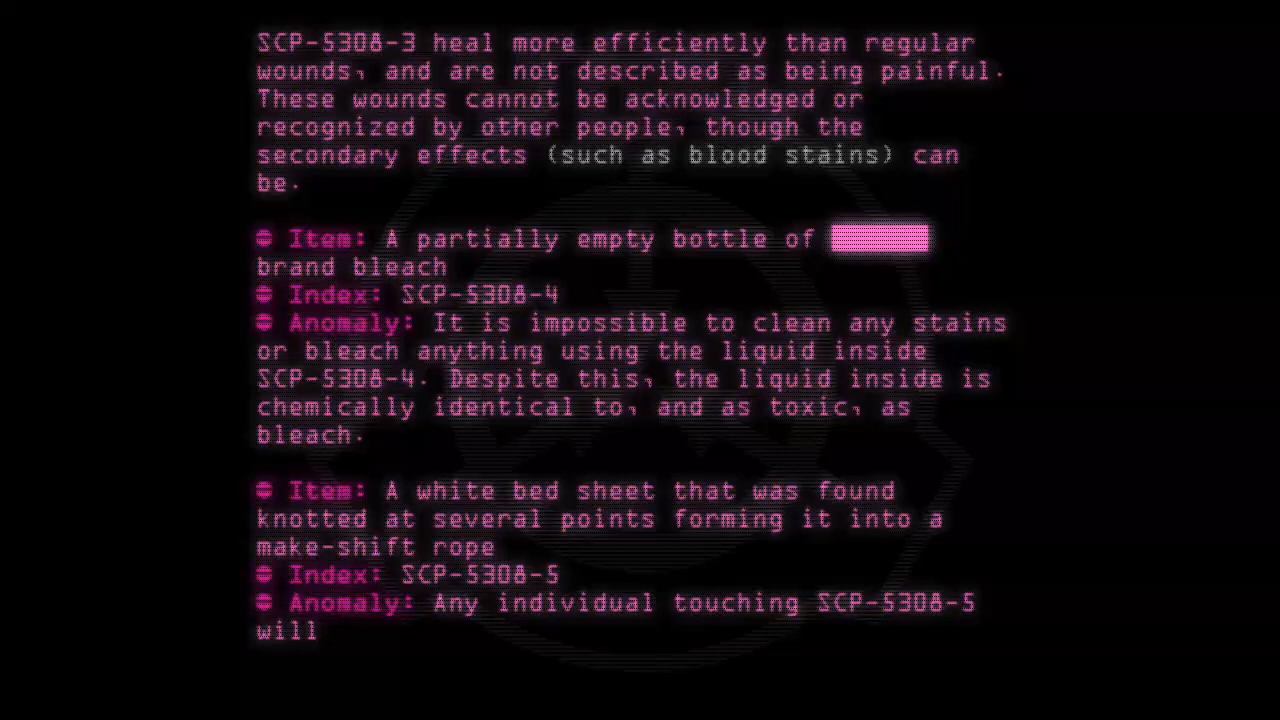 SCP-5308-3 heal more efficiently than regular
wounds, and are not described as being painful.
These wounds cannot be acknowledged or
recognized by other people, though the
secondary effects (such as blood stains) can
be.
Item: A partially empty bottle of
brand bleach
Index: SCP-5308-4
Anomaly: It is impossible to clean any stains
or bleach anything using the liquid inside
SCP-5308-4. Despite this, the liquid inside is
chemically identical to, and as toxic, as
bleach.
Item: A white bed sheet that was found
knotted at several points forming it into a
make-shift rope
Index: SCP-5308-5
Anomaly: Any individual touching SCP-5308-5
will